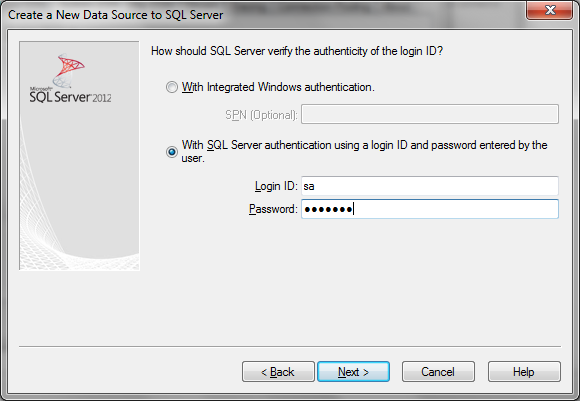 Create a New Data Source to SQL Server
How should SQL Server verify the authenticity of the login ID?
Microsoft
SQL Server 2012
With Integrated Windows authentication.
SPN (Optional):
With SQL Server authentication using a login ID and password entered by the
user.
Login ID: sa
Password: •••••••
< Back Next > Cancel Help